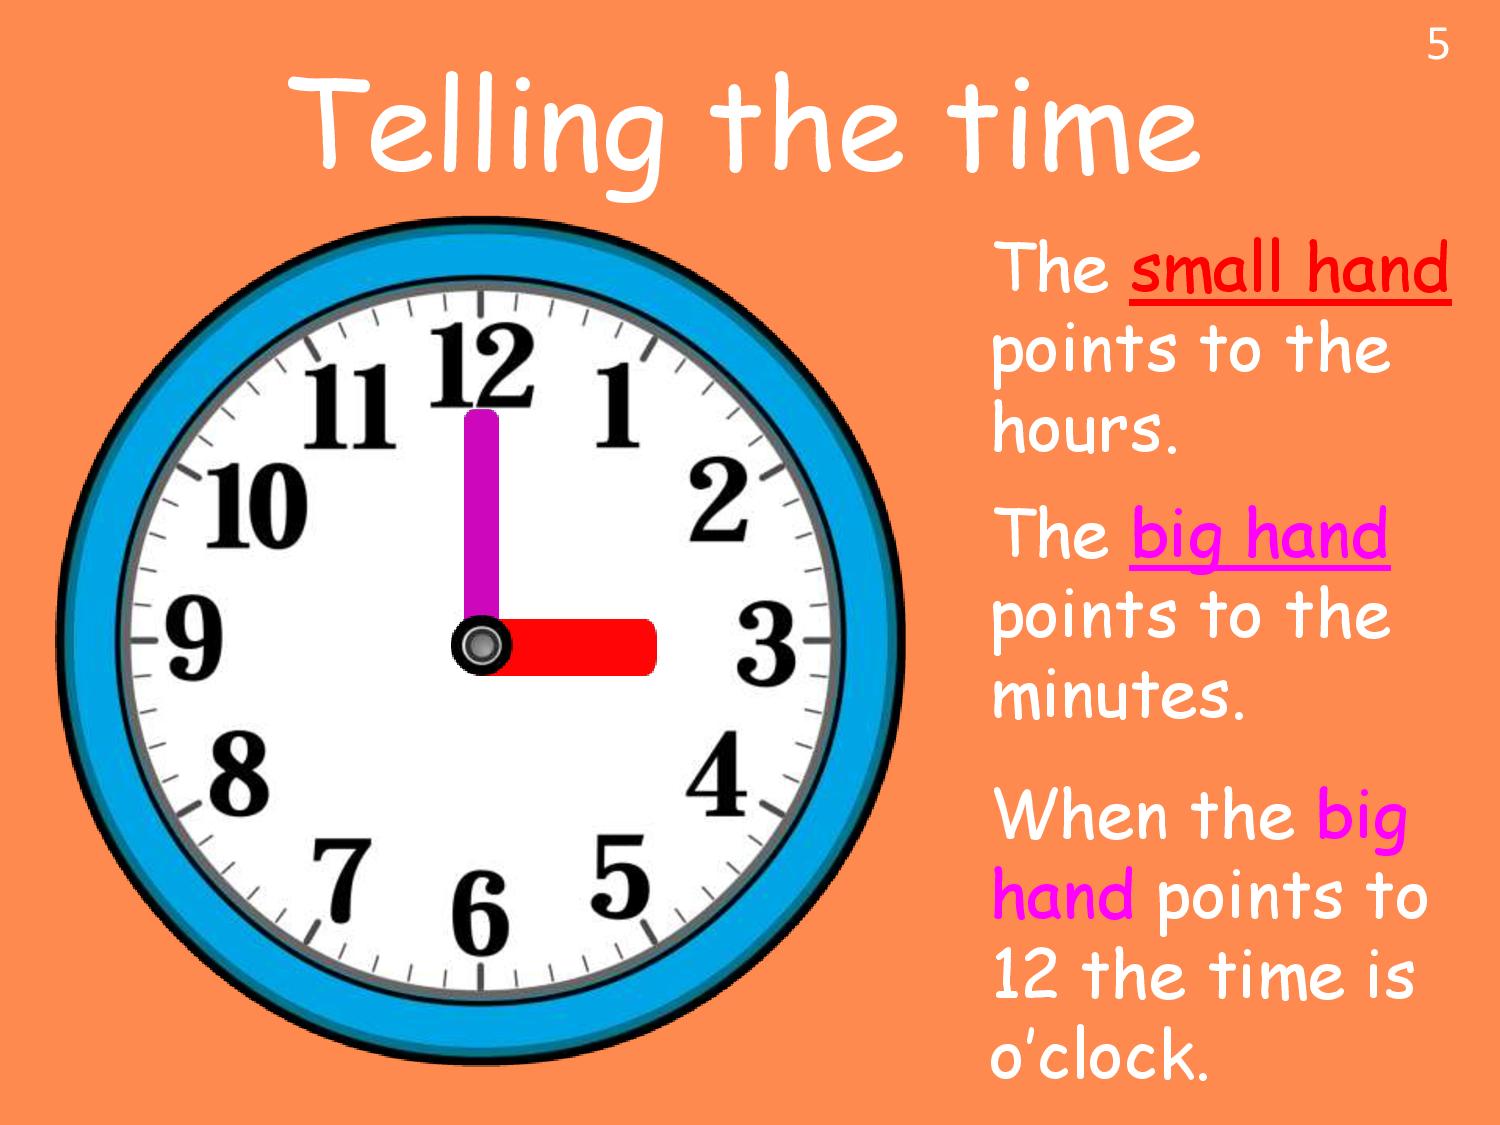 5
Telling the time
The small hand
points to the
hours.
The big hand
points to the
minutes.
When the big
hand points to
12 the time is
o’clock.
12
11
1
10
2
9
3
8
4
7
5
6